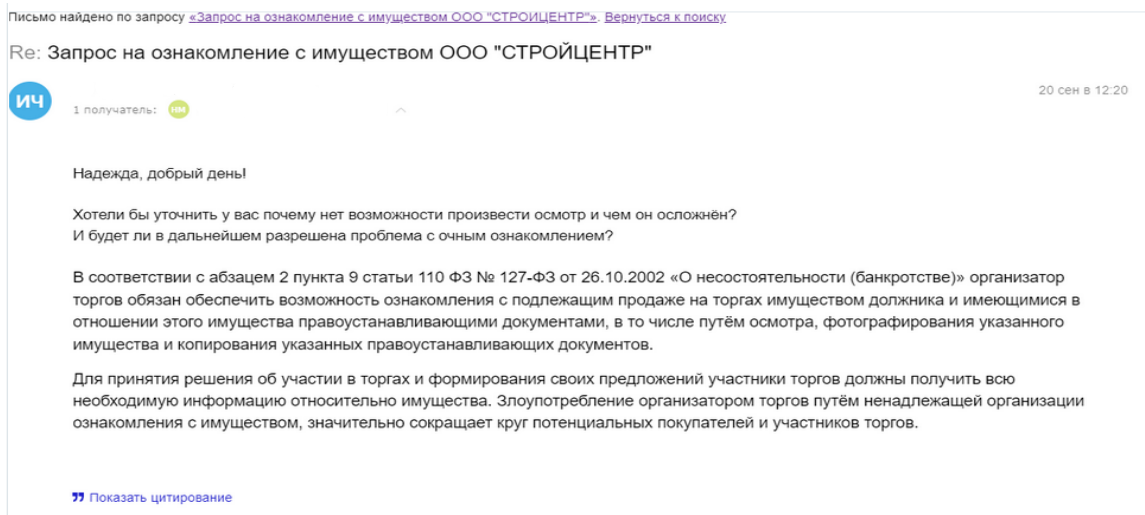 Письмо найдено по запросу «Запрос на ознакомление с имуществом ООО "СТРОЙЦЕНТР"». Вернуться к поиску
Re: Запрос на ознакомление с имуществом ООО "СТРОЙЦЕНТР"
ИЧ
20 сен в 12:20
1 получатель: НМ
Надежда, добрый день!
Хотели бы уточнить у вас почему нет возможности произвести осмотр и чем он осложнён?
И будет ли в дальнейшем разрешена проблема с очным ознакомлением?
В соответствии с абзацем 2 пункта 9 статьи 110 ФЗ № 127-ФЗ от 26.10.2002 «О несостоятельности (банкротстве)» организатор
торгов обязан обеспечить возможность ознакомления с подлежащим продаже на торгах имуществом должника и имеющимися в
отношении этого имущества правоустанавливающими документами, в то числе путём осмотра, фотографирования указанного
имущества и копирования указанных правоустанавливающих документов.
Для принятия решения об участии в торгах и формирования своих предложений участники торгов должны получить всю
необходимую информацию относительно имущества. Злоупотребление организатором торгов путём ненадлежащей организации
ознакомления с имуществом, значительно сокращает круг потенциальных покупателей и участников торгов.
Показать цитирование